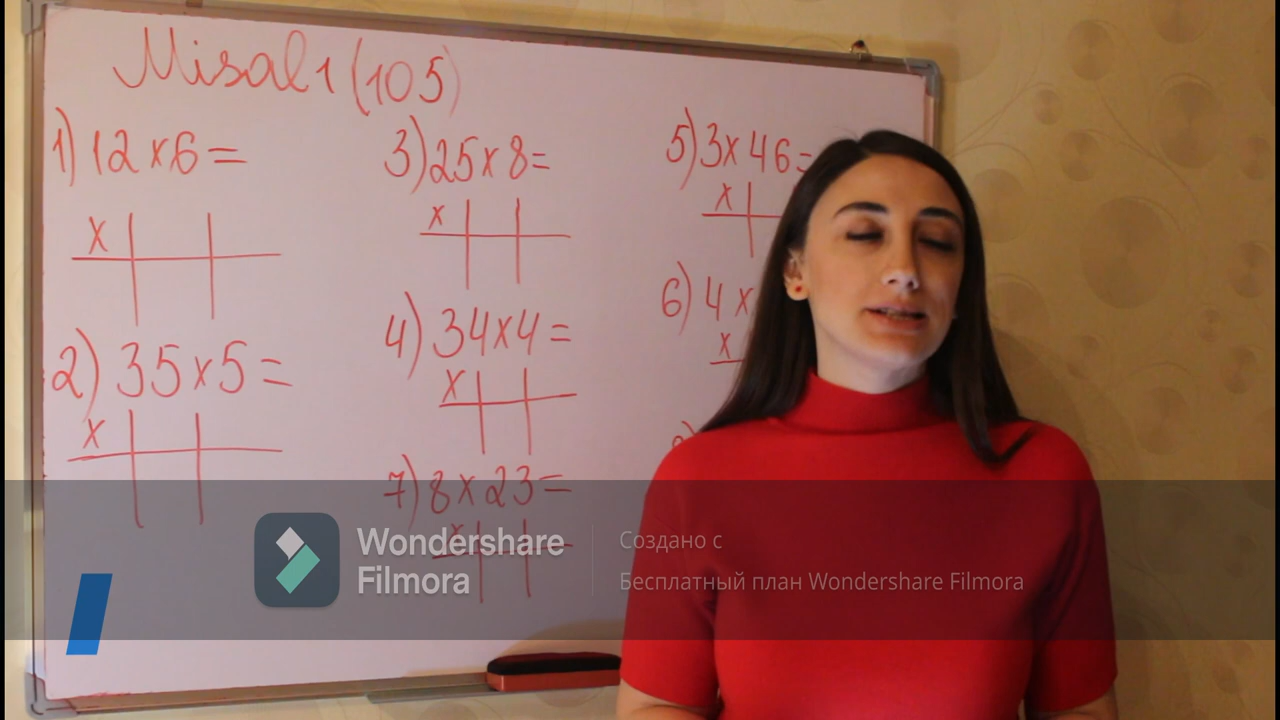 Misal 1 (105)
1) 12 x 6 =
x
2) 35 x 5 =
x
3) 25 x 8 =
x
4) 34 x 4 =
x
7) 8 x 23 =
x
5) 3 x 46 =
x
6) 4 x
x
Wondershare
Filmora
Создано с
Бесплатный план Wondershare Filmora